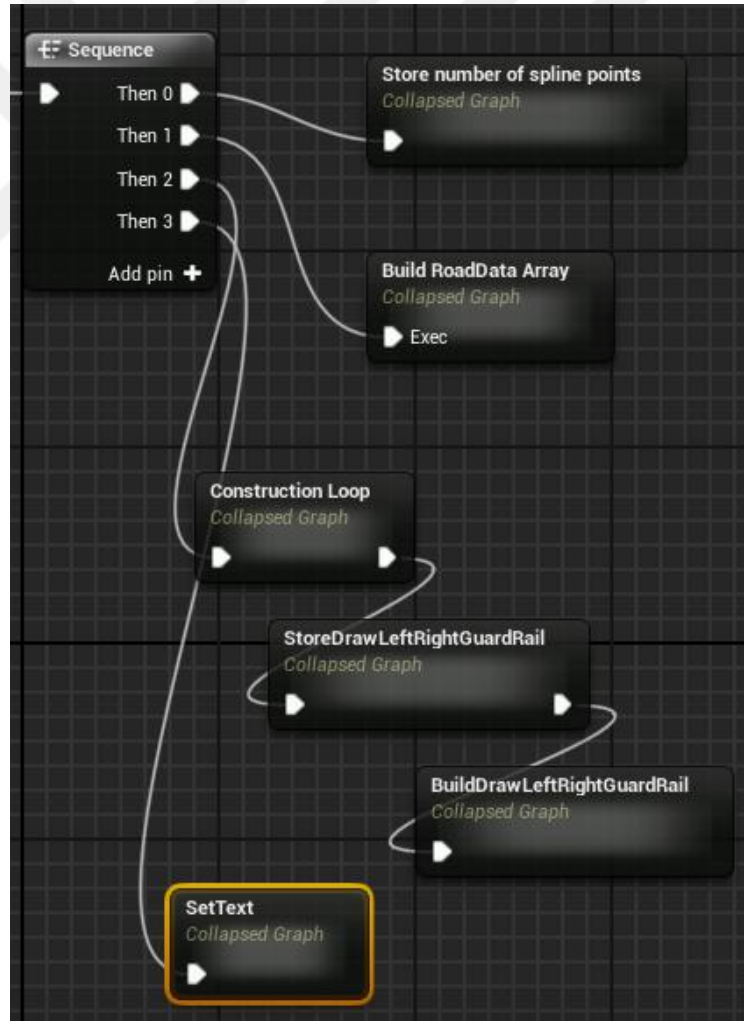 Sequence
Then 0
Then 1
Then 2
Then 3
Add pin
Store number of spline points
Collapsed Graph
Build RoadData Array
Collapsed Graph
Exec
Construction Loop
Collapsed Graph
StoreDrawLeftRightGuardRail
Collapsed Graph
BuildDrawLeftRightGuardRail
Collapsed Graph
SetText
Collapsed Graph